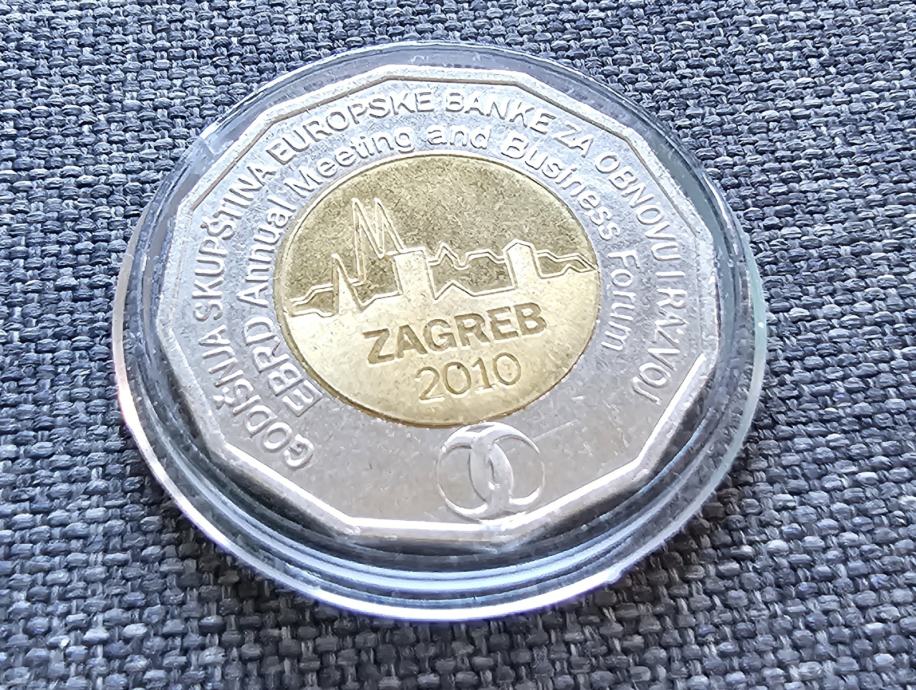 GODIŠNJA SKUPŠTINA EUROPSKE BANKE ZA OBNOVU I RAZVOJ
EBRD Annual Meeting and Business Forum
ZAGREB
2010